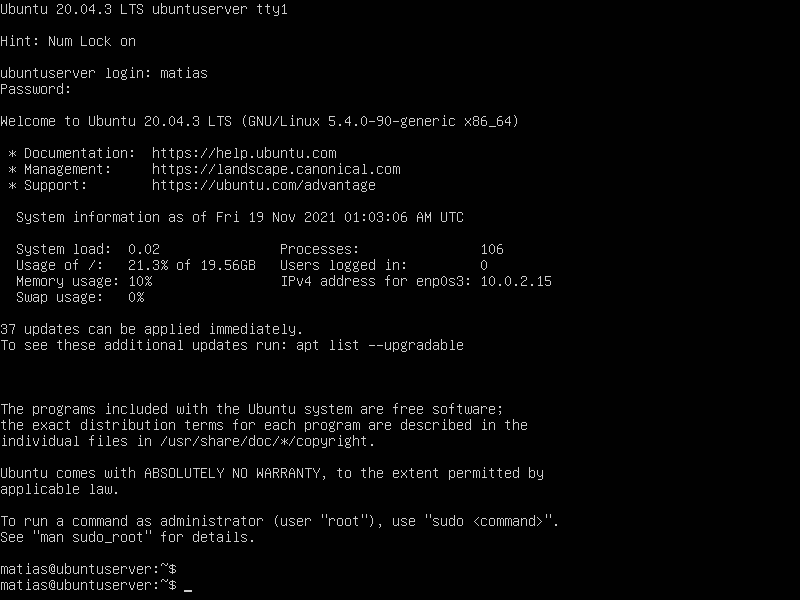 Ubuntu 20.04.3 LTS ubuntuserver tty1
Hint: Num Lock on
ubuntuserver login: matias
Password:
Welcome to Ubuntu 20.04.3 LTS (GNU/Linux 5.4.0-90-generic x86_64)
 * Documentation:  https://help.ubuntu.com
 * Management:     https://landscape.canonical.com
 * Support:        https://ubuntu.com/advantage
  System information as of Fri 19 Nov 2021 01:03:06 AM UTC
  System load:  0.02               Processes:               106
  Usage of /:   21.3% of 19.56GB   Users logged in:         0
  Memory usage: 10%                IPv4 address for enp0s3: 10.0.2.15
  Swap usage:   0%
37 updates can be applied immediately.
To see these additional updates run: apt list --upgradable
The programs included with the Ubuntu system are free software;
the exact distribution terms for each program are described in the
individual files in /usr/share/doc/*/copyright.
Ubuntu comes with ABSOLUTELY NO WARRANTY, to the extent permitted by
applicable law.
To run a command as administrator (user "root"), use "sudo <command>".
See "man sudo_root" for details.
matias@ubuntuserver:~$
matias@ubuntuserver:~$ _